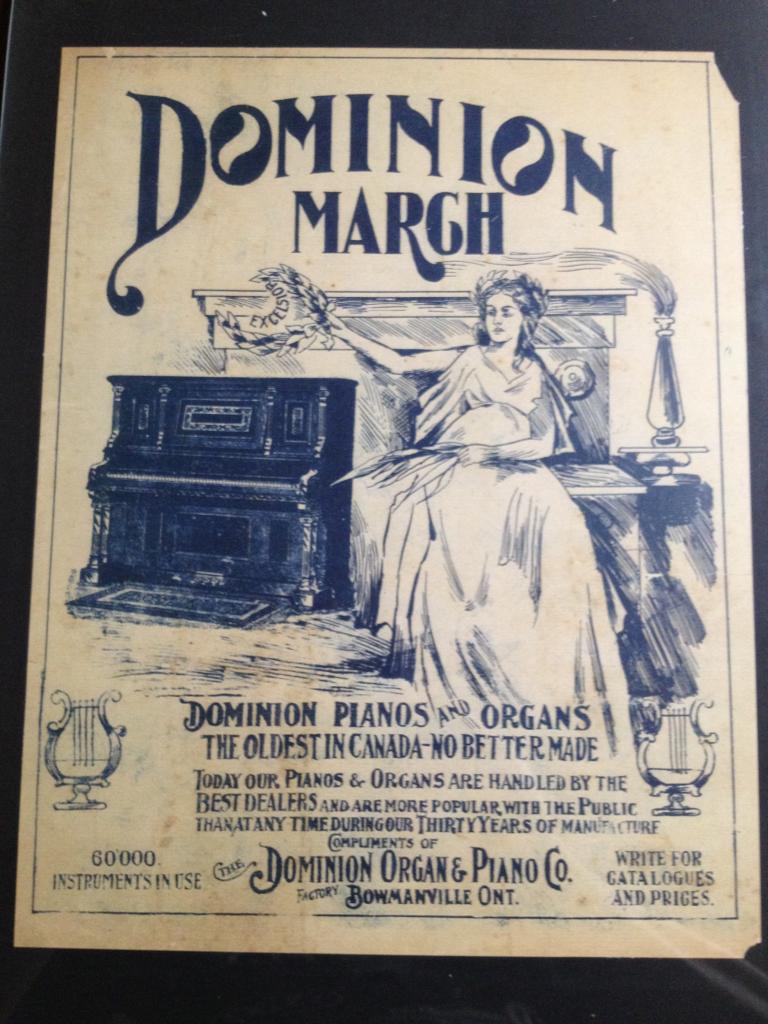 DOMINION
MARCH
EXCELSIOR
DOMINION PIANOS AND ORGANS
THE OLDEST IN CANADA-NO BETTER MADE
TODAY OUR PIANOS & ORGANS ARE HANDLED BY THE
BEST DEALERS AND ARE MORE POPULAR WITH THE PUBLIC
THAN AT ANY TIME DURING OUR THIRTY YEARS OF MANUFACTURE
COMPLIMENTS OF
THE DOMINION ORGAN & PIANO CO.
FACTORY BOWMANVILLE ONT.
60'000
INSTRUMENTS IN USE
WRITE FOR
CATALOGUES
AND PRICES.